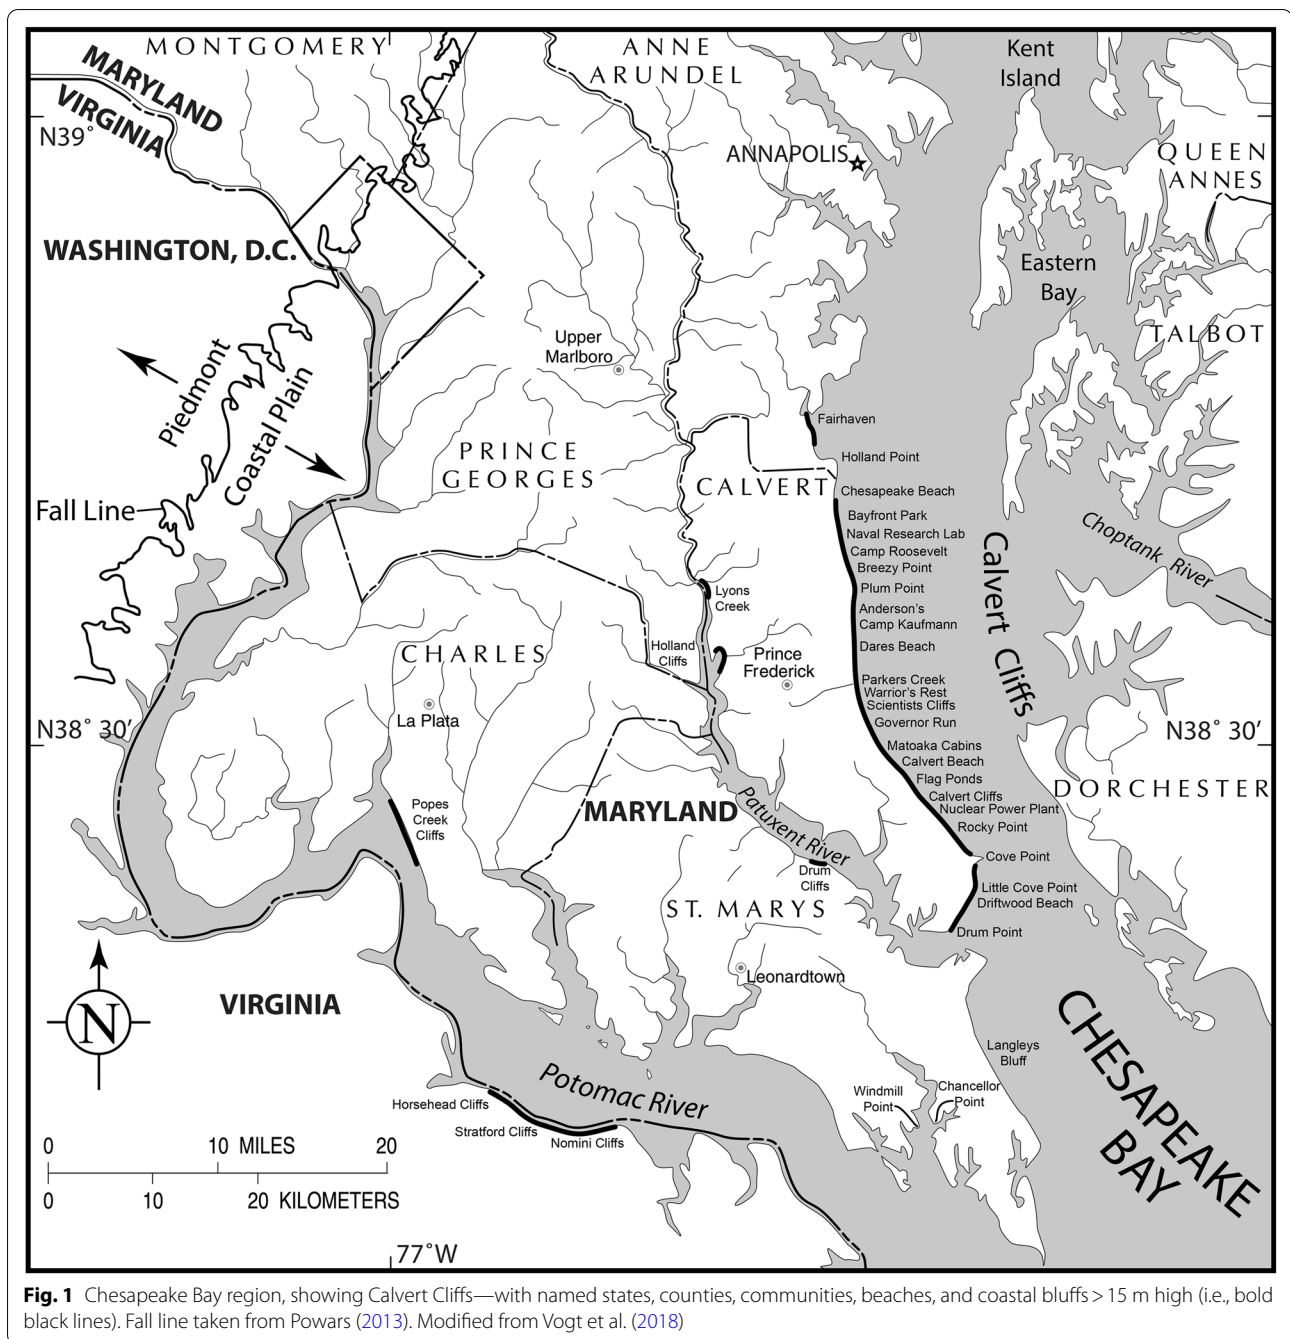 MONTGOMERY
ANNE
ARUNDEL
Kent
Island
MARYLAND
VIRGINIA
N39°
ANNAPOLIS
QUEEN
ANNES
WASHINGTON, D.C.
Eastern
Bay
TALBOT
Upper
Marlboro
Piedmont
Coastal Plain
Fairhaven
PRINCE
GEORGES
Holland Point
CALVERT
Chesapeake Beach
Fall Line
Bayfront Park
Naval Research Lab
Camp Roosevelt
Breezy Point
Choptank River
Calvert Cliffs
Plum Point
Lyons
Creek
Anderson's
Camp Kaufmann
Dares Beach
Holland
Cliffs
Prince
Frederick
CHARLES
Parkers Creek
Warrior's Rest
Scientists Cliffs
La Plata
Governor Run
N38° 30'
N38° 30'
Matoaka Cabins
Calvert Beach
Flag Ponds
DORCHESTER
Calvert Cliffs
Nuclear Power Plant
Popes
Creek
Cliffs
MARYLAND
Patuxent River
Rocky Point
Cove Point
Drum
Cliffs
Little Cove Point
Driftwood Beach
ST. MARYS
Drum Point
Leonardtown
VIRGINIA
N
CHESAPEAKE
BAY
Langleys
Bluff
Potomac River
Windmill
Point
Chancellor
Point
Horsehead Cliffs
Stratford Cliffs
Nomini Cliffs
0 10 MILES 20
0 10 20 KILOMETERS
77°W
Fig. 1 Chesapeake Bay region, showing Calvert Cliffs—with named states, counties, communities, beaches, and coastal bluffs > 15 m high (i.e., bold
black lines). Fall line taken from Powars (2013). Modified from Vogt et al. (2018)